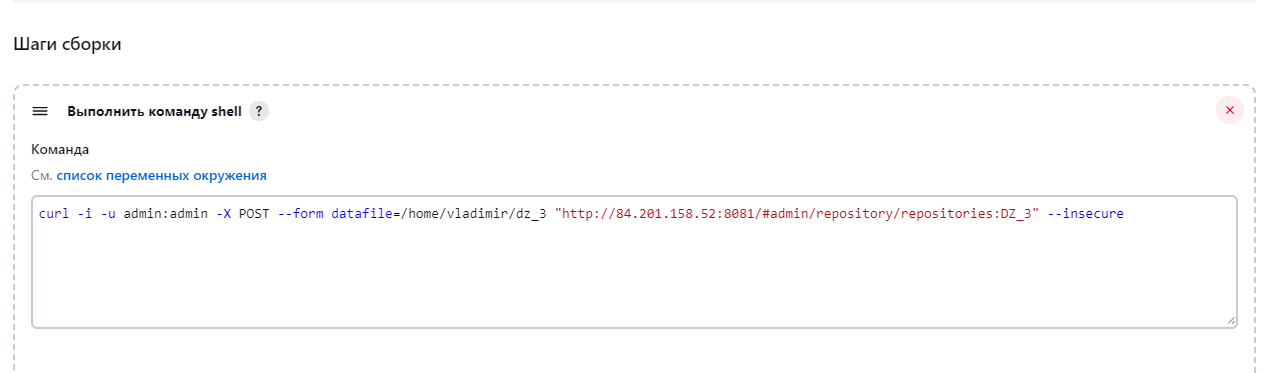 Шаги сборки
Выполнить команду shell ?
Команда
См. список переменных окружения
curl -i -u admin:admin -X POST --form datafile=/home/vladimir/dz_3 "http://84.201.158.52:8081/#admin/repository/repositories:DZ_3" --insecure